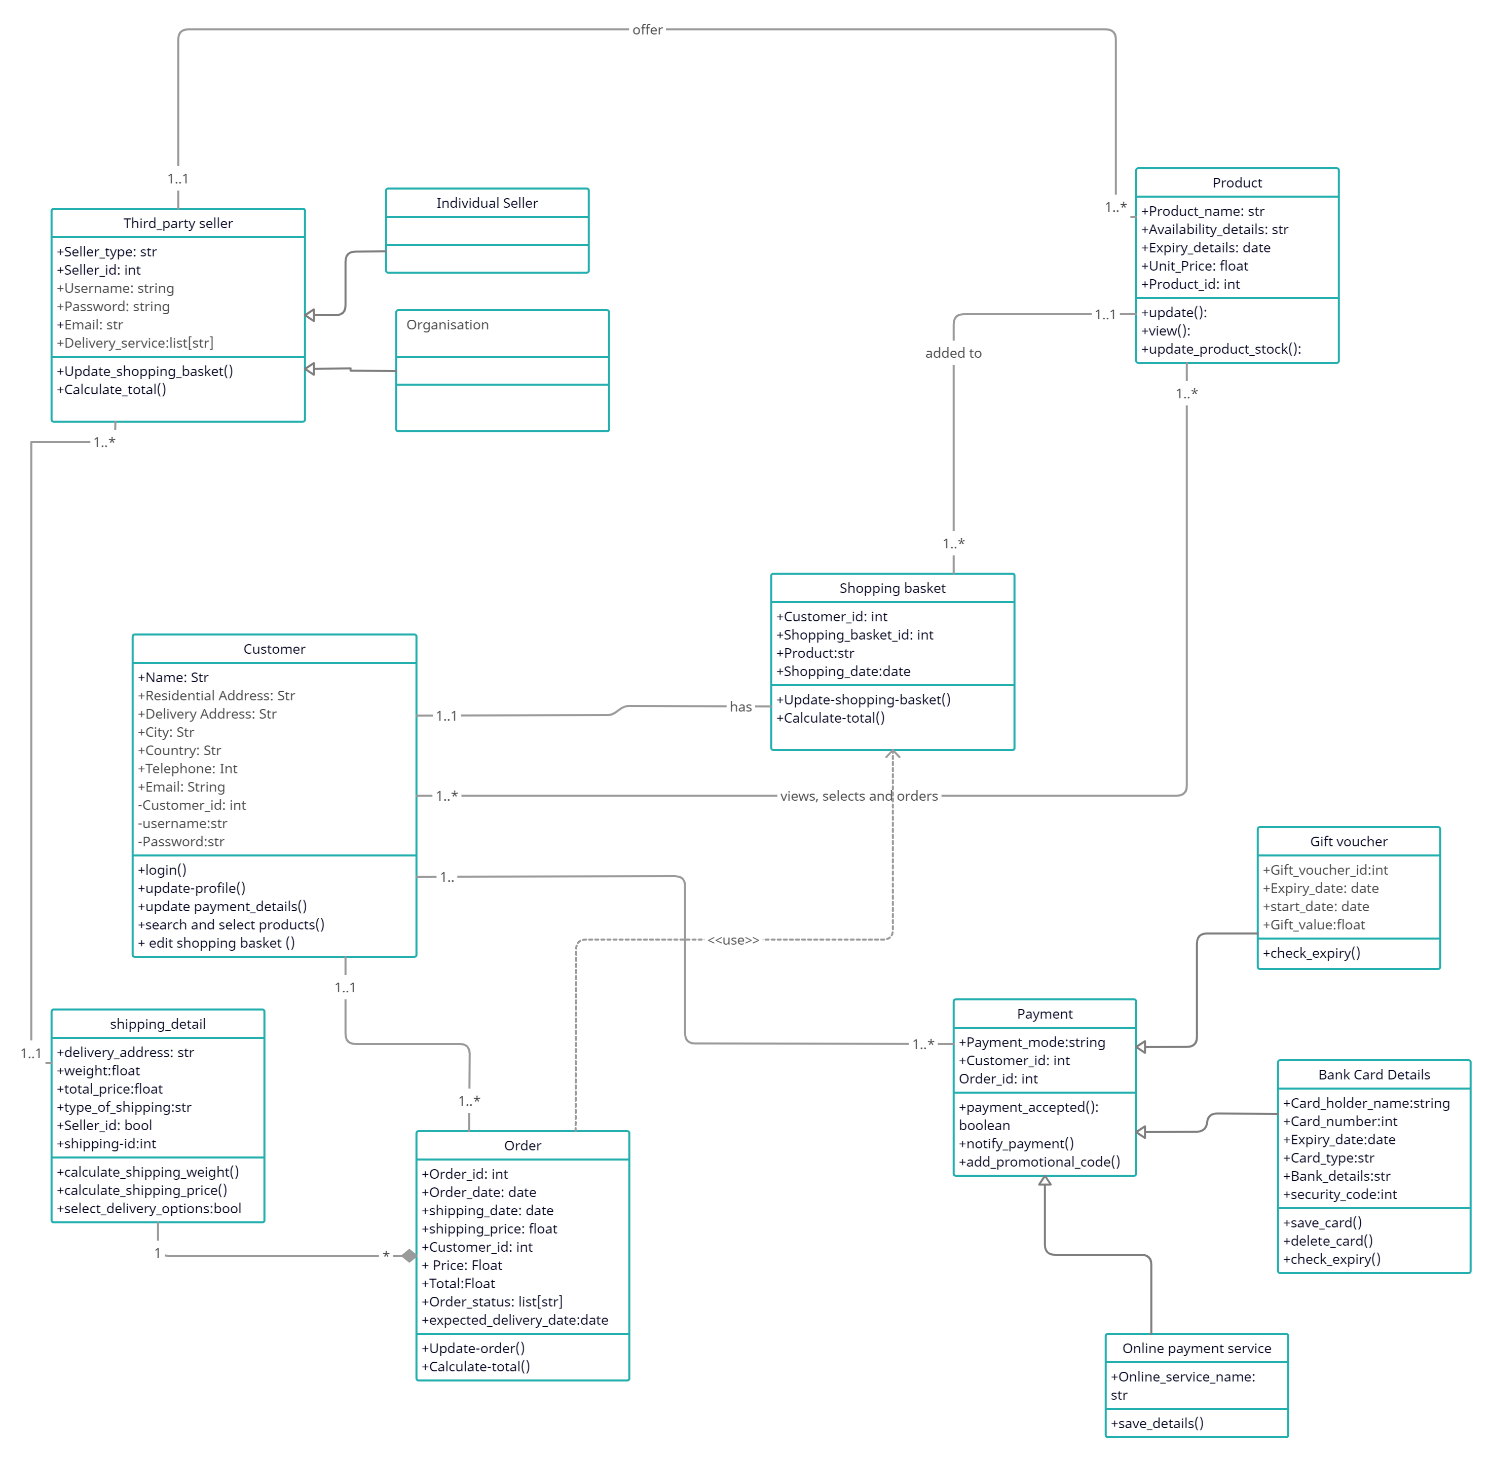 offer
1..1
1..*
Third_party seller
+Seller_type: str
+Seller_id: int
+Username: string
+Password: string
+Email: str
+Delivery_service:list[str]
+Update_shopping_basket()
+Calculate_total()
1..*
Individual Seller
Organisation
Product
+Product_name: str
+Availability_details: str
+Expiry_details: date
+Unit_Price: float
+Product_id: int
+update():
+view():
+update_product_stock():
1..1
added to
1..*
1..*
Shopping basket
+Customer_id: int
+Shopping_basket_id: int
+Product:str
+Shopping_date:date
+Update-shopping-basket()
+Calculate-total()
Customer
+Name: Str
+Residential Address: Str
+Delivery Address: Str
+City: Str
+Country: Str
+Telephone: Int
+Email: String
-Customer_id: int
-username:str
-Password:str
+login()
+update-profile()
+update payment_details()
+search and select products()
+ edit shopping basket ()
1..1
has
1..*
views, selects and orders
1..
<<use>>
1..*
1..1
1..*
Gift voucher
+Gift_voucher_id:int
+Expiry_date: date
+start_date: date
+Gift_value:float
+check_expiry()
Payment
+Payment_mode:string
+Customer_id: int
Order_id: int
+payment_accepted():
boolean
+notify_payment()
+add_promotional_code()
Bank Card Details
+Card_holder_name:string
+Card_number:int
+Expiry_date:date
+Card_type:str
+Bank_details:str
+security_code:int
+save_card()
+delete_card()
+check_expiry()
1..1
shipping_detail
+delivery_address: str
+weight:float
+total_price:float
+type_of_shipping:str
+Seller_id: bool
+shipping-id:int
+calculate_shipping_weight()
+calculate_shipping_price()
+select_delivery_options:bool
1
*
Order
+Order_id: int
+Order_date: date
+shipping_date: date
+shipping_price: float
+Customer_id: int
+ Price: Float
+Total:Float
+Order_status: list[str]
+expected_delivery_date:date
+Update-order()
+Calculate-total()
Online payment service
+Online_service_name:
str
+save_details()